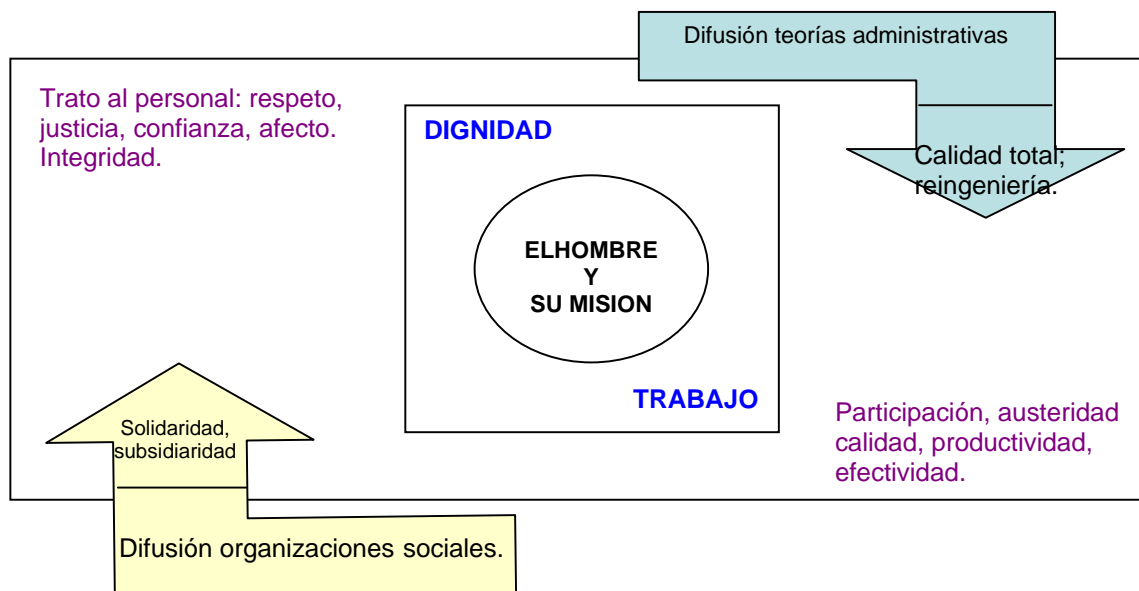 Difusión teorías administrativas
Trato al personal: respeto,
justicia, confianza, afecto.
Integridad.
DIGNIDAD
Calidad total;
reingeniería.
ELHOMBRE
Y
SU MISION
TRABAJO
Participación, austeridad
calidad, productividad,
efectividad.
Solidaridad,
subsidiaridad
Difusión organizaciones sociales.